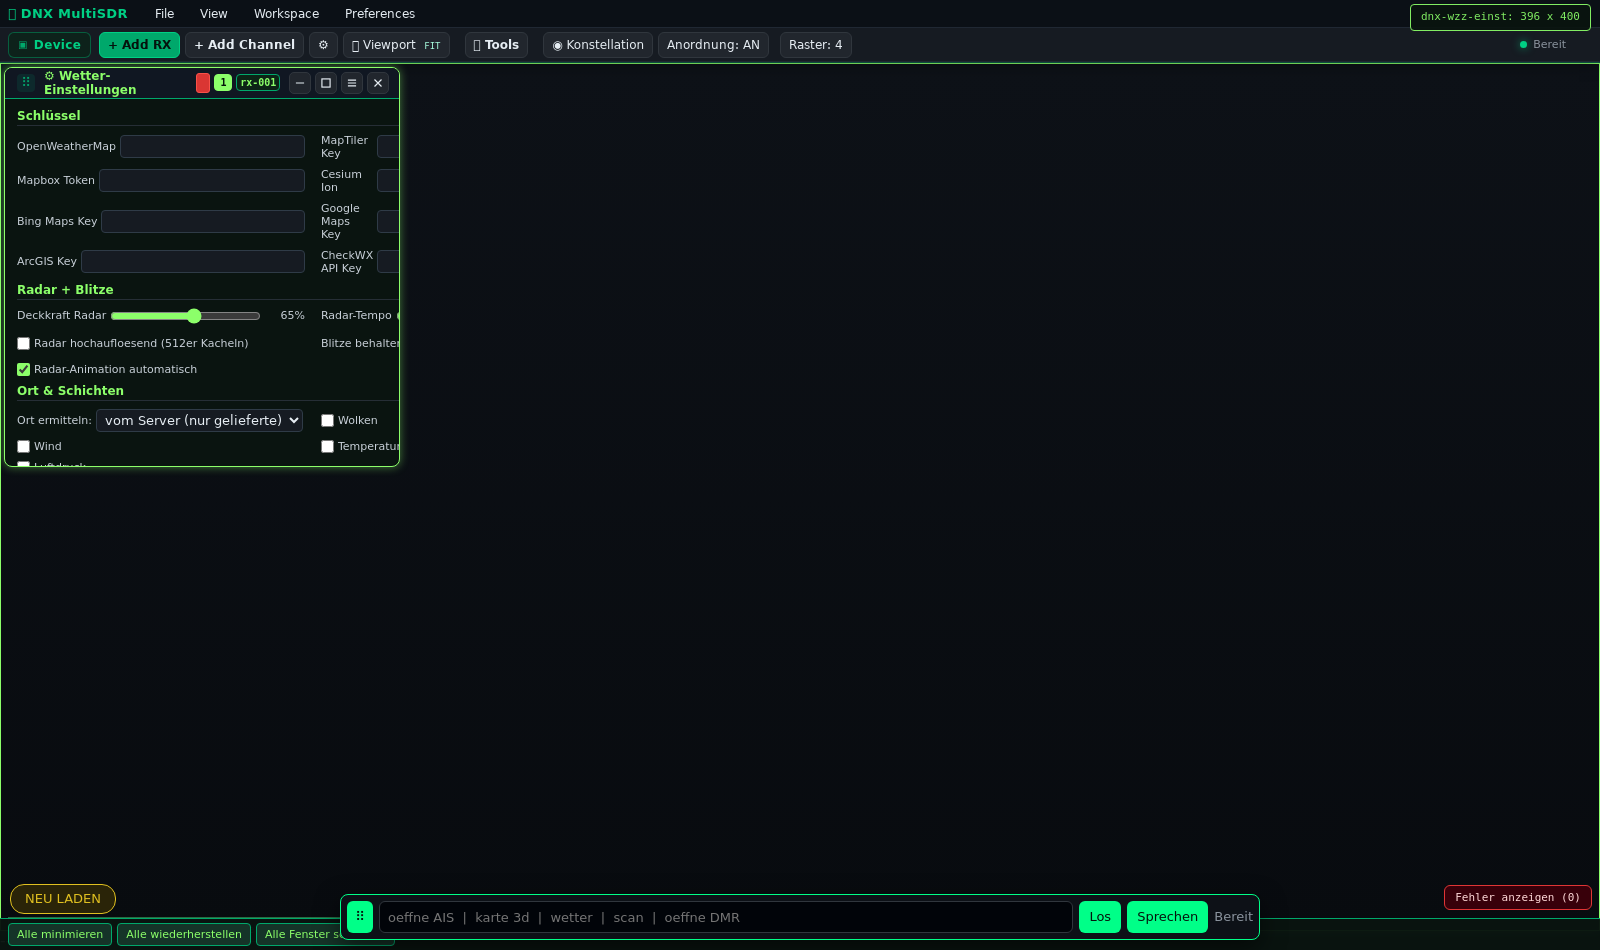 DNX MultiSDR File View Workspace Preferences
dnx-wzz-einst: 396 x 400
Device + Add RX + Add Channel Viewport FIT Tools Konstellation Anordnung: AN Raster: 4 Bereit
Wetter-
Einstellungen
1 rx-001
Schlüssel
OpenWeatherMap
MapTiler
Key
Mapbox Token
Cesium
Ion
Bing Maps Key
Google
Maps
Key
ArcGIS Key
CheckWX
API Key
Radar + Blitze
Deckkraft Radar 65% Radar-Tempo
Radar hochaufloesend (512er Kacheln) Blitze behalten
Radar-Animation automatisch
Ort & Schichten
Ort ermitteln: vom Server (nur gelieferte) Wolken
Wind Temperatur
Luftdruck
NEU LADEN
Fehler anzeigen (0)
oeffne AIS | karte 3d | wetter | scan | oeffne DMR Los Sprechen Bereit
Alle minimieren Alle wiederherstellen Alle Fenster